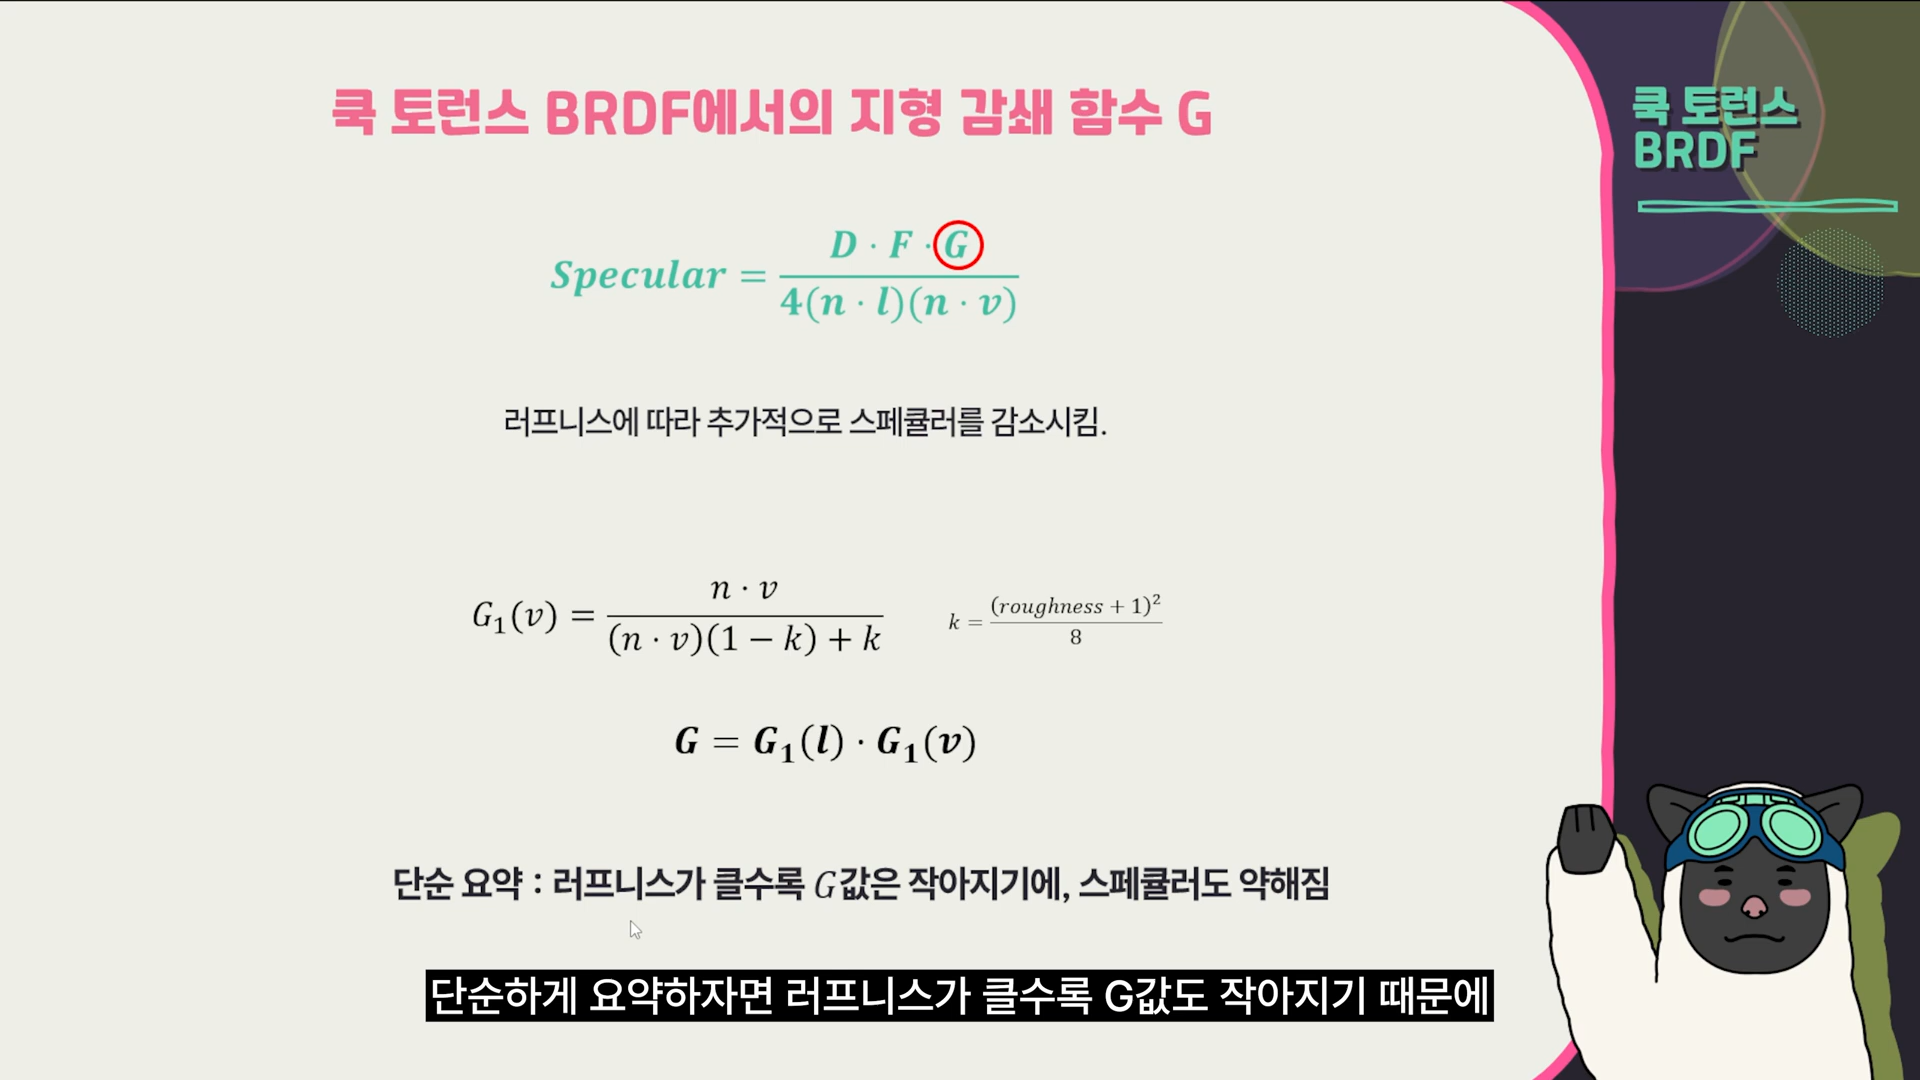 쿡 토런스 BRDF에서의 지형 감쇄 함수 G
쿡 토런스
BRDF
Specular = D · F · G / 4(n · l)(n · v)
러프니스에 따라 추가적으로 스페큘러를 감소시킴.
G₁(v) = n · v / (n · v)(1 − k) + k
k = (roughness + 1)² / 8
G = G₁(l) · G₁(v)
단순 요약 : 러프니스가 클수록 G값은 작아지기에, 스페큘러도 약해짐
단순하게 요약하자면 러프니스가 클수록 G값도 작아지기 때문에